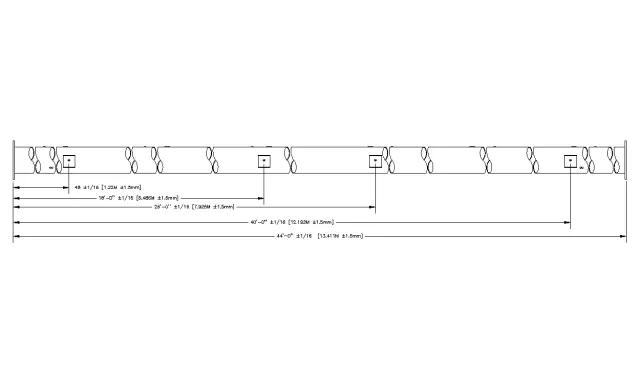 48 ±1/16 [1.22M ±1.5mm]
18'-0" ±1/16 [5.486M ±1.5mm]
26'-0" ±1/16 [7.925M ±1.5mm]
40'-0" ±1/16 [12.192M ±1.5mm]
44'-0" ±1/16 [13.411M ±1.5mm]